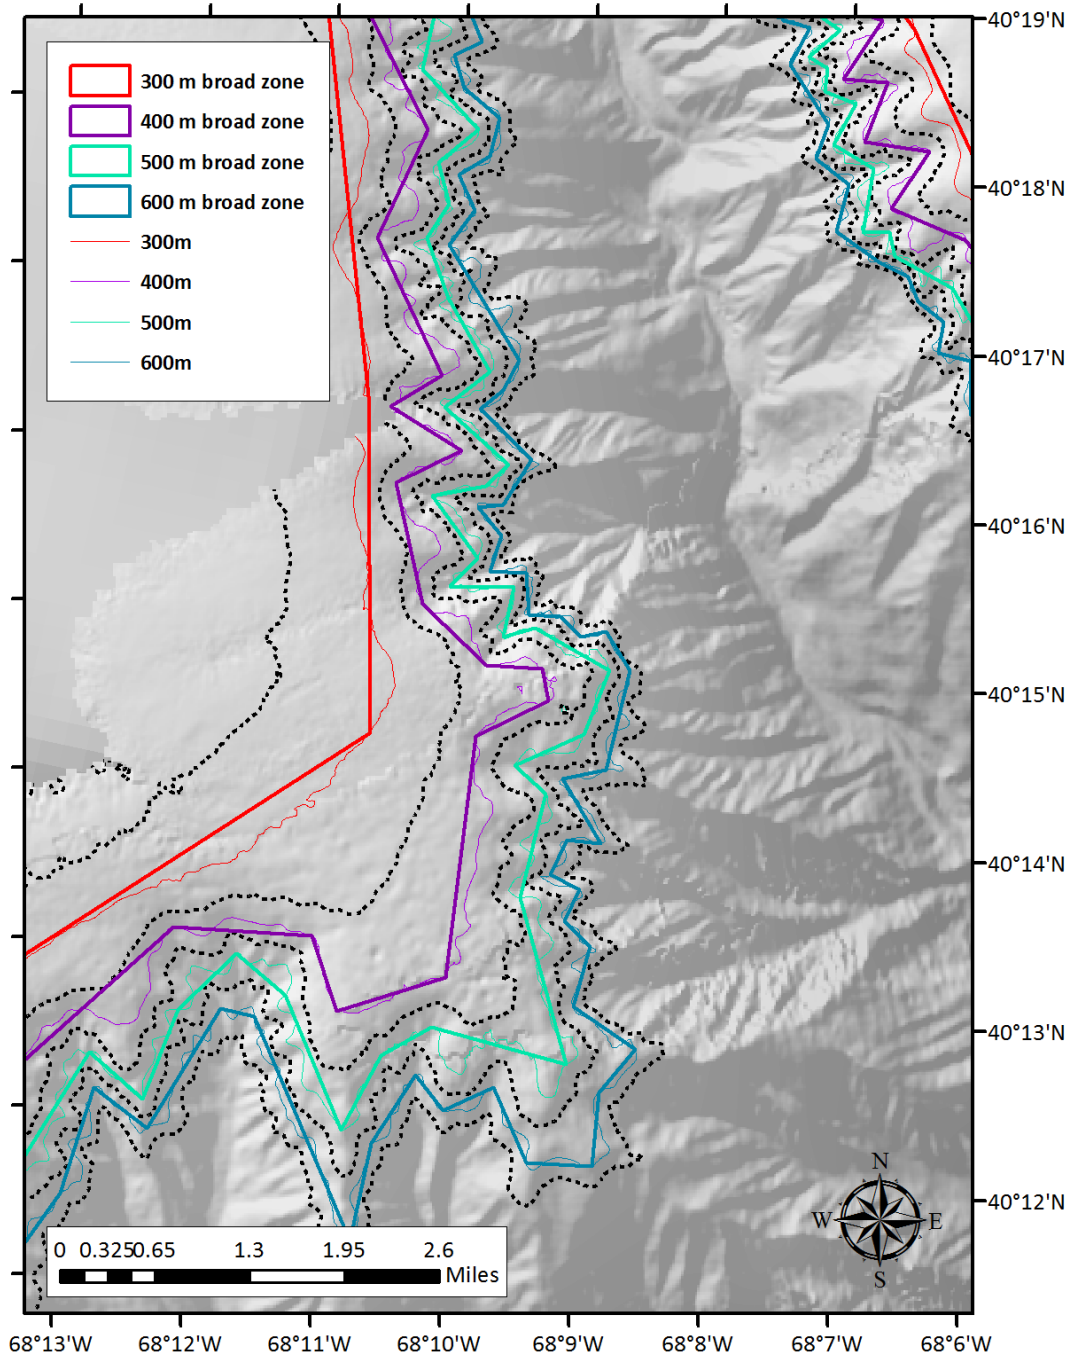 300 m broad zone
400 m broad zone
500 m broad zone
600 m broad zone
300m
400m
500m
600m
40°19'N
40°18'N
40°17'N
40°16'N
40°15'N
40°14'N
40°13'N
40°12'N
N
W E
S
0 0.325 0.65 1.3 1.95 2.6
Miles
68°13'W 68°12'W 68°11'W 68°10'W 68°9'W 68°8'W 68°7'W 68°6'W